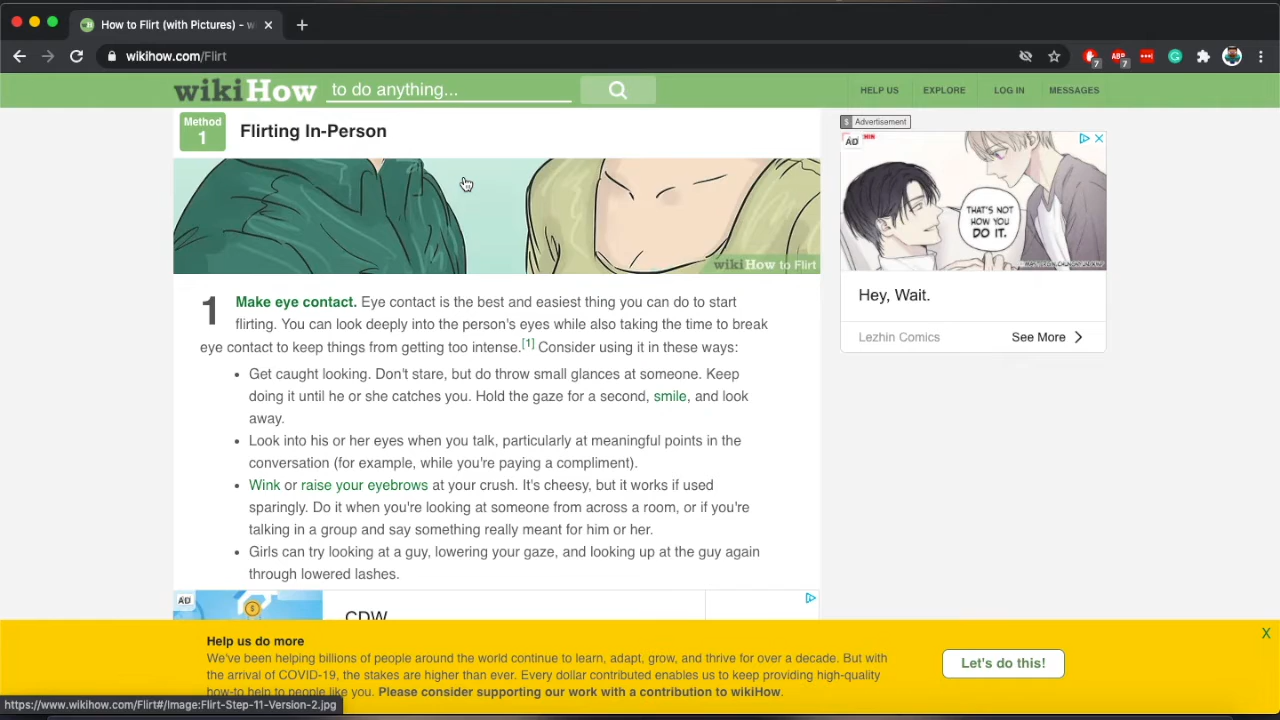 How to Flirt (with Pictures) - w
wikihow.com/Flirt
7
7
wikiHow
to do anything...
HELP US
EXPLORE
LOG IN
MESSAGES
Method
1
Flirting In-Person
wikiHow to Flirt
1
Make eye contact. Eye contact is the best and easiest thing you can do to start
flirting. You can look deeply into the person's eyes while also taking the time to break
eye contact to keep things from getting too intense.[1] Consider using it in these ways:
Get caught looking. Don't stare, but do throw small glances at someone. Keep
doing it until he or she catches you. Hold the gaze for a second, smile, and look
away.
Look into his or her eyes when you talk, particularly at meaningful points in the
conversation (for example, while you're paying a compliment).
Wink or raise your eyebrows at your crush. It's cheesy, but it works if used
sparingly. Do it when you're looking at someone from across a room, or if you're
talking in a group and say something really meant for him or her.
Girls can try looking at a guy, lowering your gaze, and looking up at the guy again
through lowered lashes.
$ Advertisement
AD
THAT'S NOT
HOW YOU
DO IT.
Hey, Wait.
Lezhin Comics
See More
AD
CDW
Help us do more
X
We've been helping billions of people around the world continue to learn, adapt, grow, and thrive for over a decade. But with
the arrival of COVID-19, the stakes are higher than ever. Every dollar contributed enables us to keep providing high-quality
how-to help to people like you. Please consider supporting our work with a contribution to wikiHow.
Let's do this!
https://www.wikihow.com/Flirt#/Image:Flirt-Step-11-Version-2.jpg